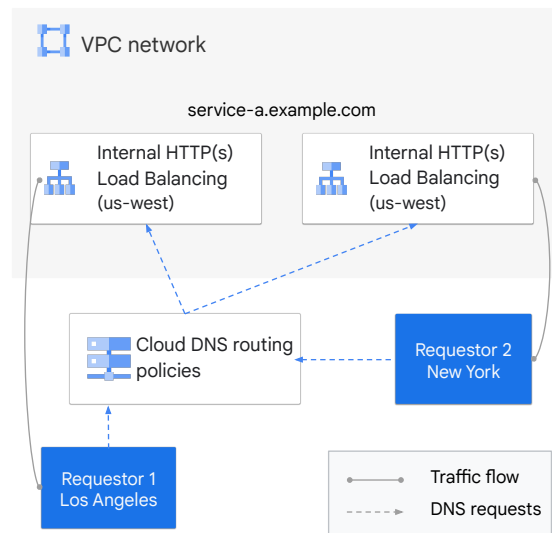 VPC network
service-a.example.com
Internal HTTP(s)
Load Balancing
(us-west)
Internal HTTP(s)
Load Balancing
(us-west)
Cloud DNS routing
policies
Requestor 2
New York
Requestor 1
Los Angeles
Traffic flow
DNS requests